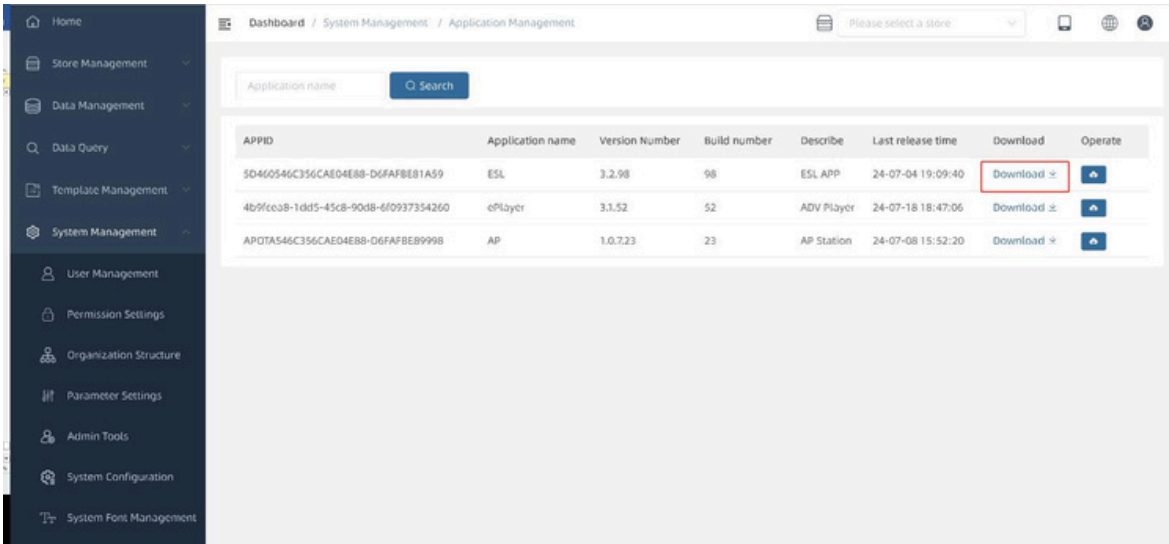 Home
Dashboard / System Management / Application Management
Please select a store
Store Management
Data Management
Data Query
Template Management
System Management
User Management
Permission Settings
Organization Structure
Parameter Settings
Admin Tools
System Configuration
System Font Management
Application name
Search
APPID Application name Version Number Build number Describe Last release time Download Operate
5D460546C356CAE04E88-D6FAFBE81A59 ESL 3.2.98 98 ESL APP 24-07-04 19:09:40 Download
4b9fcea8-1dd5-45c8-90d8-6f0937354260 ePlayer 3.1.52 52 ADV Player 24-07-18 18:47:06 Download
APOTA546C356CAE04E88-D6FAFBE89998 AP 1.0.7.23 23 AP Station 24-07-08 15:52:20 Download